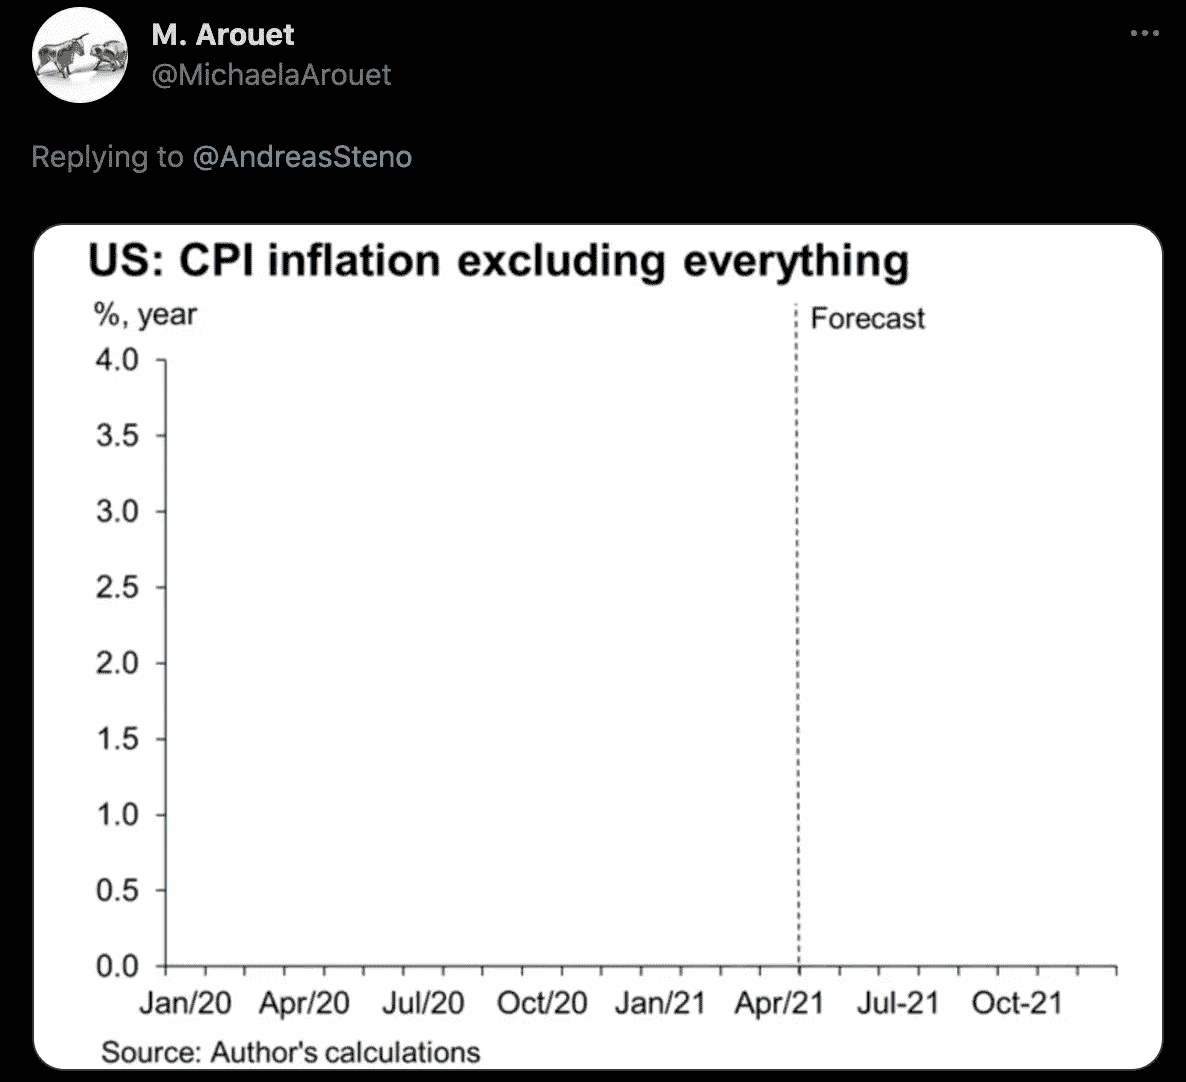 M. Arouet
@MichaelaArouet
Replying to @AndreasSteno
US: CPI inflation excluding everything
%, year
Forecast
4.0
3.5
3.0
2.5
2.0
1.5
1.0
0.5
0.0
Jan/20 Apr/20 Jul/20 Oct/20 Jan/21 Apr/21 Jul-21 Oct-21
Source: Author's calculations